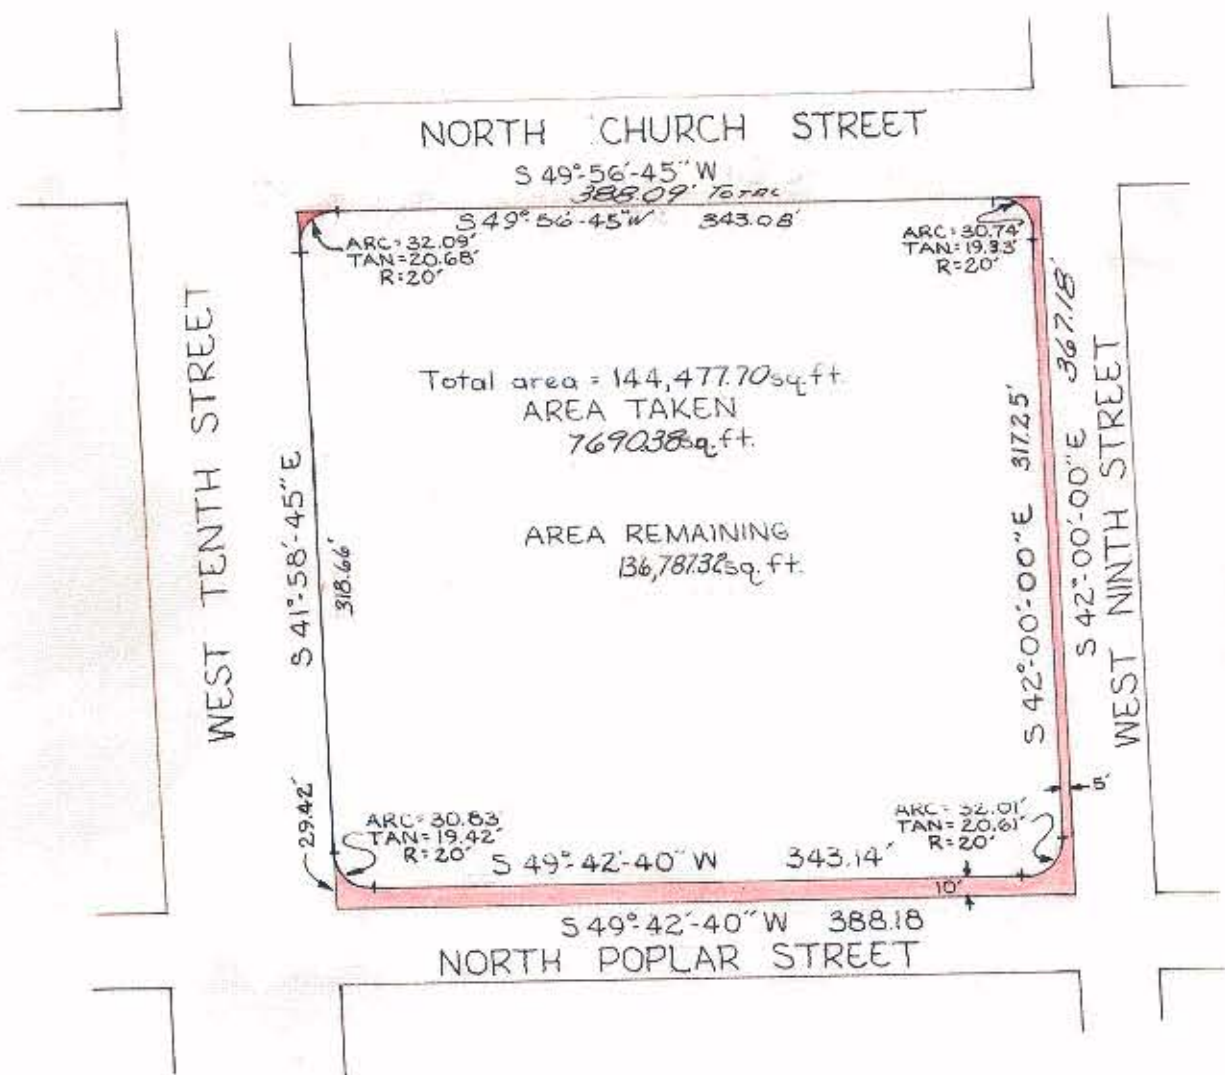 NORTH CHURCH STREET
S 49°-56'-45" W
388.09' TOTAL
S 49°-56'-45" W 343.08'
ARC=32.09'
TAN=20.68'
R=20'
ARC=30.74'
TAN=19.33'
R=20'
WEST TENTH STREET
S 41°-58'-45" E
318.66'
Total area = 144,477.70 sq.ft.
AREA TAKEN
7690.38 sq.ft.
AREA REMAINING
136,787.32 sq.ft.
S 42°-00'-00" E 317.25'
S 42°-00'-00" E 367.18'
WEST NINTH STREET
29.42'
ARC=30.83'
TAN=19.42'
R=20'
ARC=32.01'
TAN=20.61'
R=20'
5'
S 49°-42'-40" W 343.14'
10'
S 49°-42'-40" W 388.18
NORTH POPLAR STREET